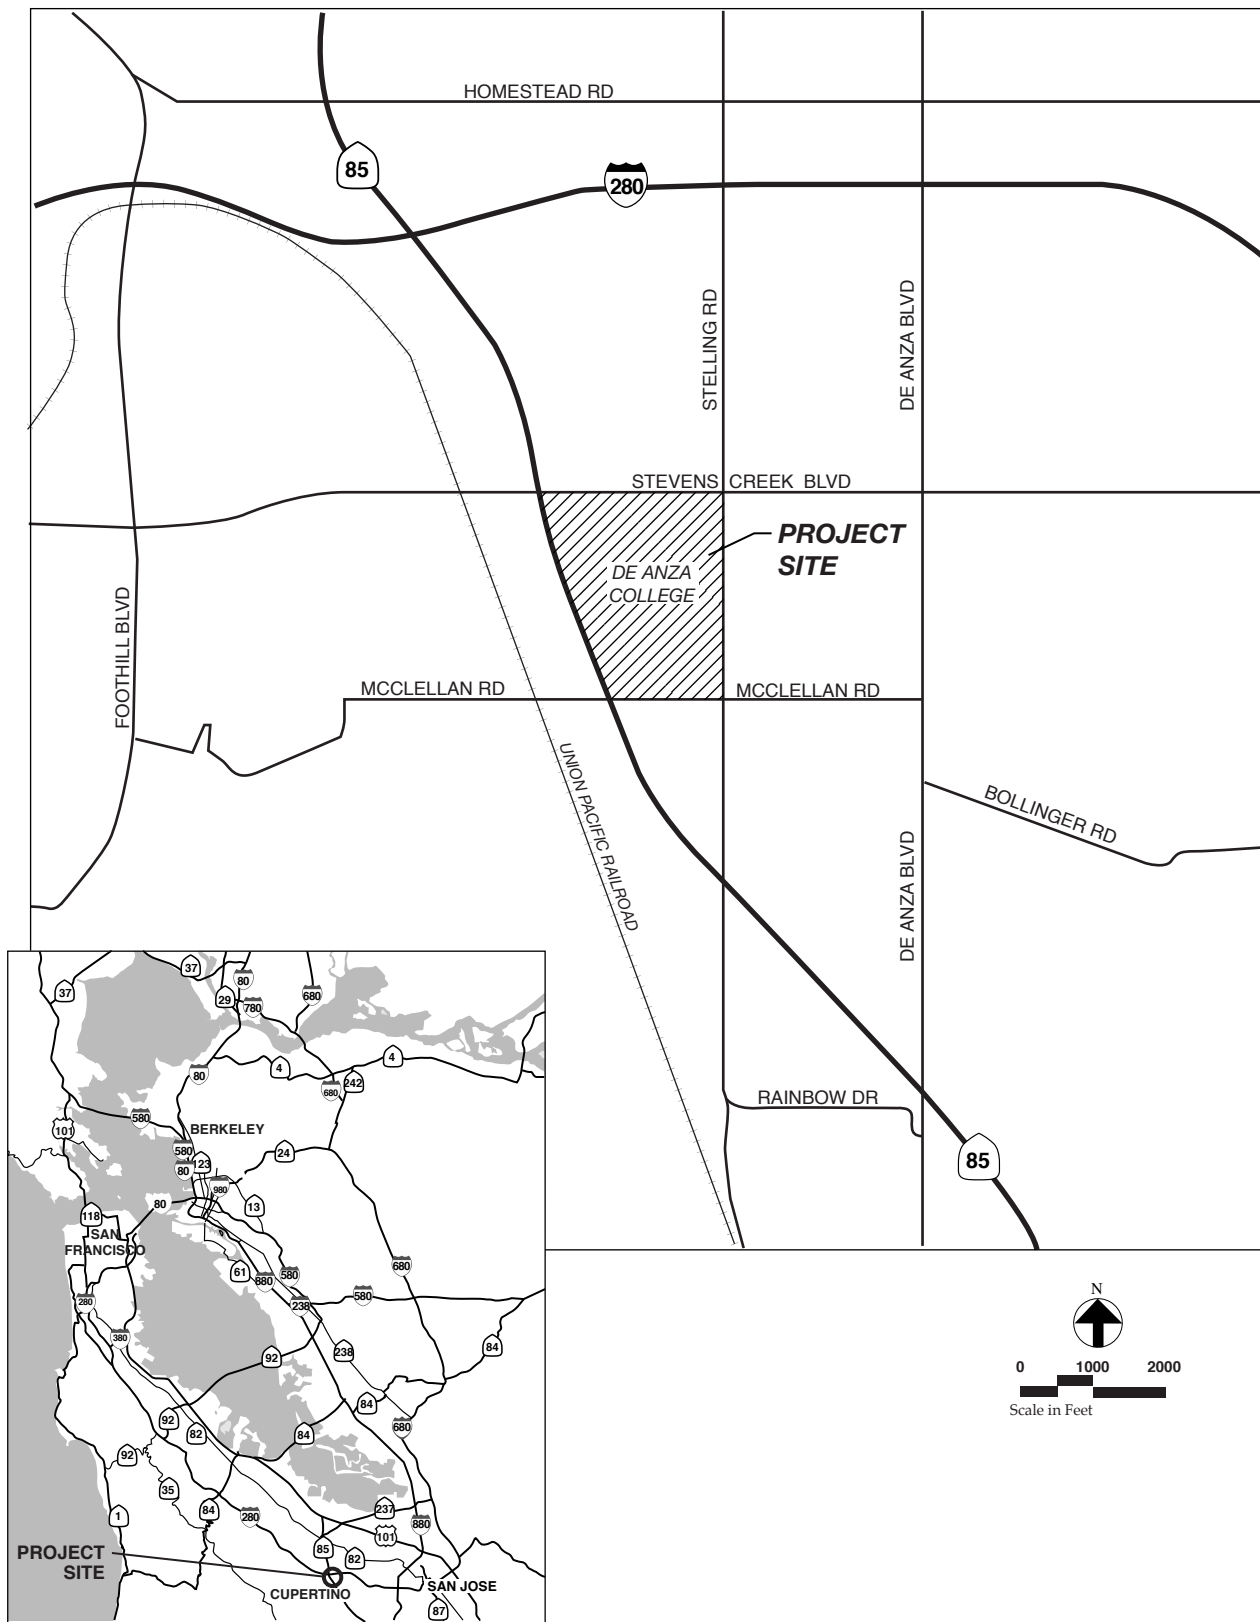 HOMESTEAD RD
85
280
STELLING RD
DE ANZA BLVD
STEVENS CREEK BLVD
PROJECT
SITE
DE ANZA
COLLEGE
FOOTHILL BLVD
MCCLELLAN RD
MCCLELLAN RD
UNION PACIFIC RAILROAD
BOLLINGER RD
DE ANZA BLVD
RAINBOW DR
85
37
37
80
29
780
680
4
4
80
680
242
580
101
BERKELEY
580
80
123
24
980
80
13
118
SAN
FRANCISCO
61
880
580
680
280
238
580
380
92
238
84
84
92
82
84
680
92
35
84
280
237
1
880
101
85
82
PROJECT
SITE
CUPERTINO
SAN JOSE
87
N
0 1000 2000
Scale in Feet